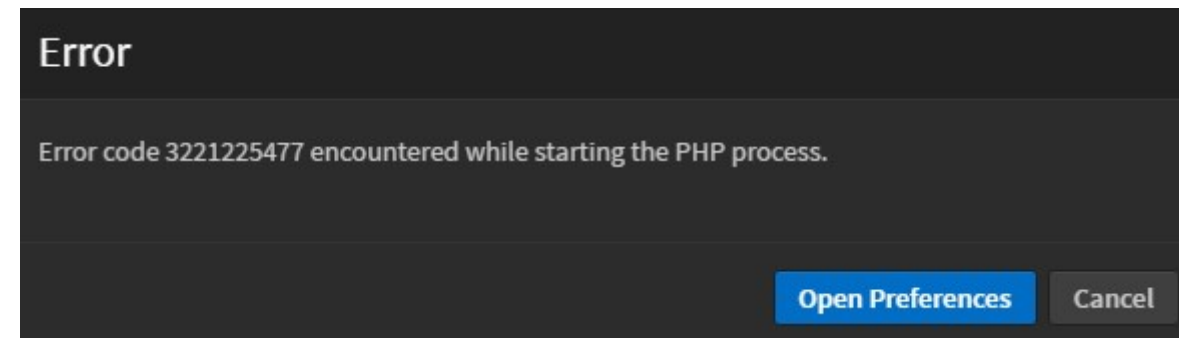 Error
Error code 3221225477 encountered while starting the PHP process.
Open Preferences
Cancel